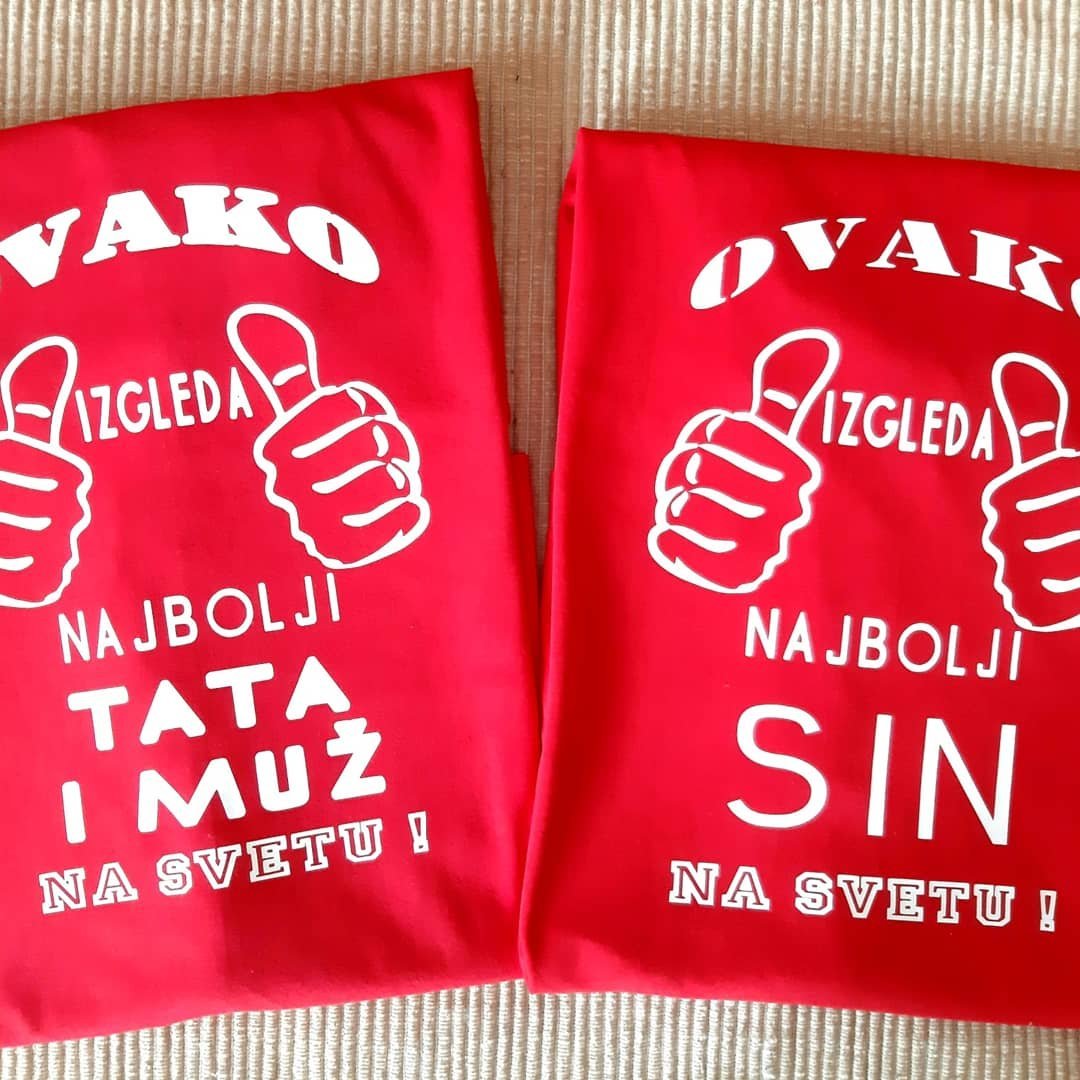 OVAKO
IZGLEDA
NAJBOLJI
TATA
I MUŽ
NA SVETU !
OVAKO
IZGLEDA
NAJBOLJI
SIN
NA SVETU !